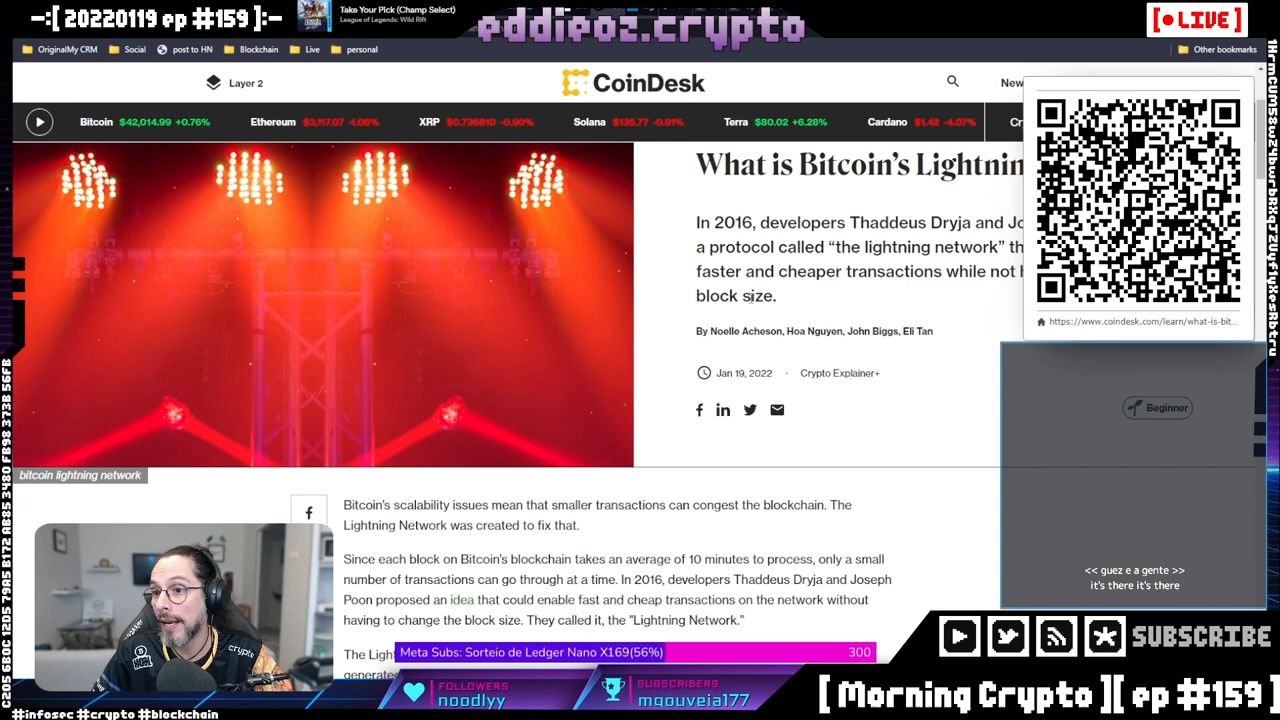 -:[ 20220119 ep #159 ]:-
Take Your Pick (Champ Select)
League of Legends: Wild Rift
eddieoz.crypto
[● LIVE]
OriginalMy CRM
Social
post to HN
Blockchain
Live
personal
Other bookmarks
Layer 2
CoinDesk
New
Bitcoin $42,014.99 +0.76%
Ethereum $3,117.07 -1.08%
XRP $0.736810 -0.90%
Solana $135.77 -0.91%
Terra $80.02 +6.28%
Cardano $1.42 -4.07%
Cr
What is Bitcoin's Lightnin
In 2016, developers Thaddeus Dryja and Jo
a protocol called “the lightning network” th
faster and cheaper transactions while not h
block size.
By Noelle Acheson, Hoa Nguyen, John Biggs, Eli Tan
Jan 19, 2022 · Crypto Explainer+
https://www.coindesk.com/learn/what-is-bit...
Beginner
bitcoin lightning network
Bitcoin's scalability issues mean that smaller transactions can congest the blockchain. The
Lightning Network was created to fix that.
Since each block on Bitcoin's blockchain takes an average of 10 minutes to process, only a small
number of transactions can go through at a time. In 2016, developers Thaddeus Dryja and Joseph
Poon proposed an idea that could enable fast and cheap transactions on the network without
having to change the block size. They called it, the "Lightning Network."
The Ligh
<< guez e a gente >>
it's there it's there
Meta Subs: Sorteio de Ledger Nano X169(56%)
300
FOLLOWERS
noodlyy
SUBSCRIBERS
mgouveia177
SUBSCRIBE
[ Morning Crypto ][ ep #159 ]
#infosec #crypto #blockchain
crypto